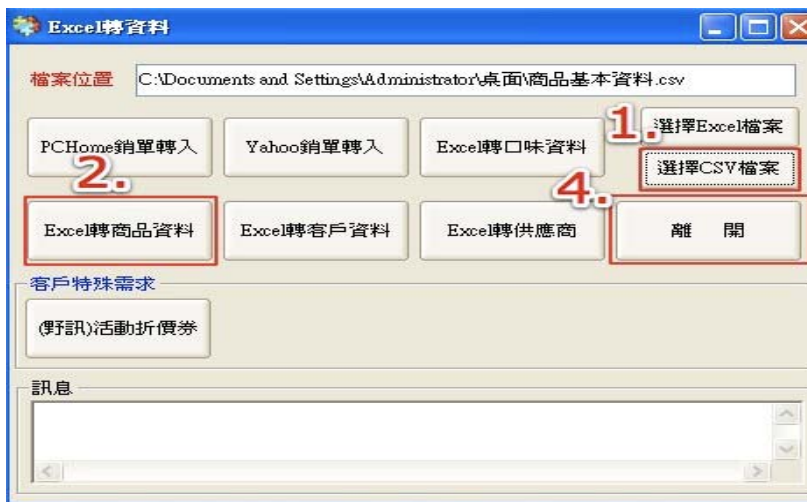 Excel轉資料
檔案位置 C:\Documents and Settings\Administrator\桌面\商品基本資料.csv
PCHome銷單轉入 Yahoo銷單轉入 Excel轉口味資料 1. 選擇Excel檔案
選擇CSV檔案
2. 4.
Excel轉商品資料 Excel轉客戶資料 Excel轉供應商 離 開
客戶特殊需求
(野訊)活動折價券
訊息